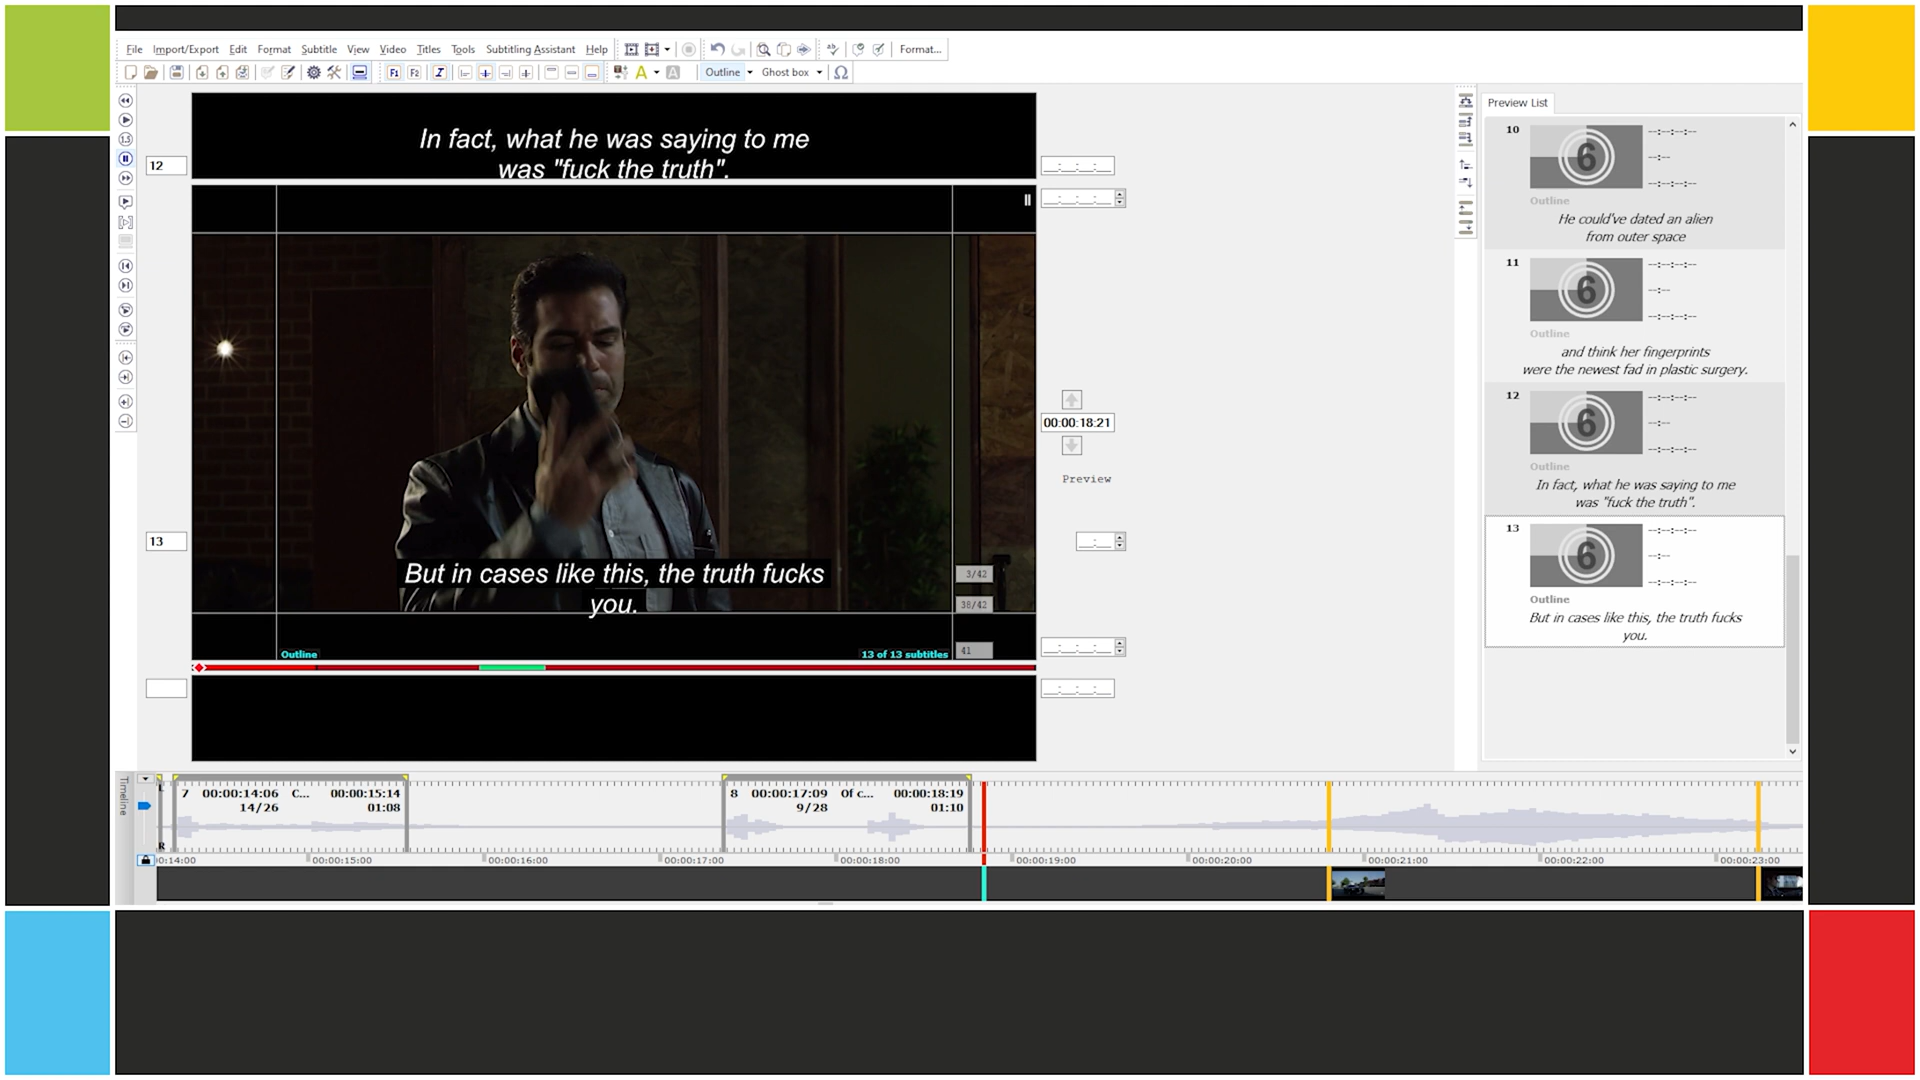 File Import/Export Edit Format Subtitle View Video Titles Tools Subtitling Assistant Help Format...
F1 F2 I A A Outline Ghost box Ω
1.5
12
In fact, what he was saying to me
was "fuck the truth".
00:00:18:21
Preview
13
But in cases like this, the truth fucks
you.
3/42
38/42
Outline
13 of 13 subtitles
41
Preview List
10
--:--:--:--
--:--
--:--:--:--
6
Outline
He could've dated an alien
from outer space
11
--:--:--:--
--:--
--:--:--:--
6
Outline
and think her fingerprints
were the newest fad in plastic surgery.
12
--:--:--:--
--:--
--:--:--:--
6
Outline
In fact, what he was saying to me
was "fuck the truth".
13
--:--:--:--
--:--
--:--:--:--
6
Outline
But in cases like this, the truth fucks
you.
Timeline
L
R
7 00:00:14:06 C... 00:00:15:14
14/26 01:08
8 00:00:17:09 Of c... 00:00:18:19
9/28 01:10
0:14:00 00:00:15:00 00:00:16:00 00:00:17:00 00:00:18:00 00:00:19:00 00:00:20:00 00:00:21:00 00:00:22:00 00:00:23:00